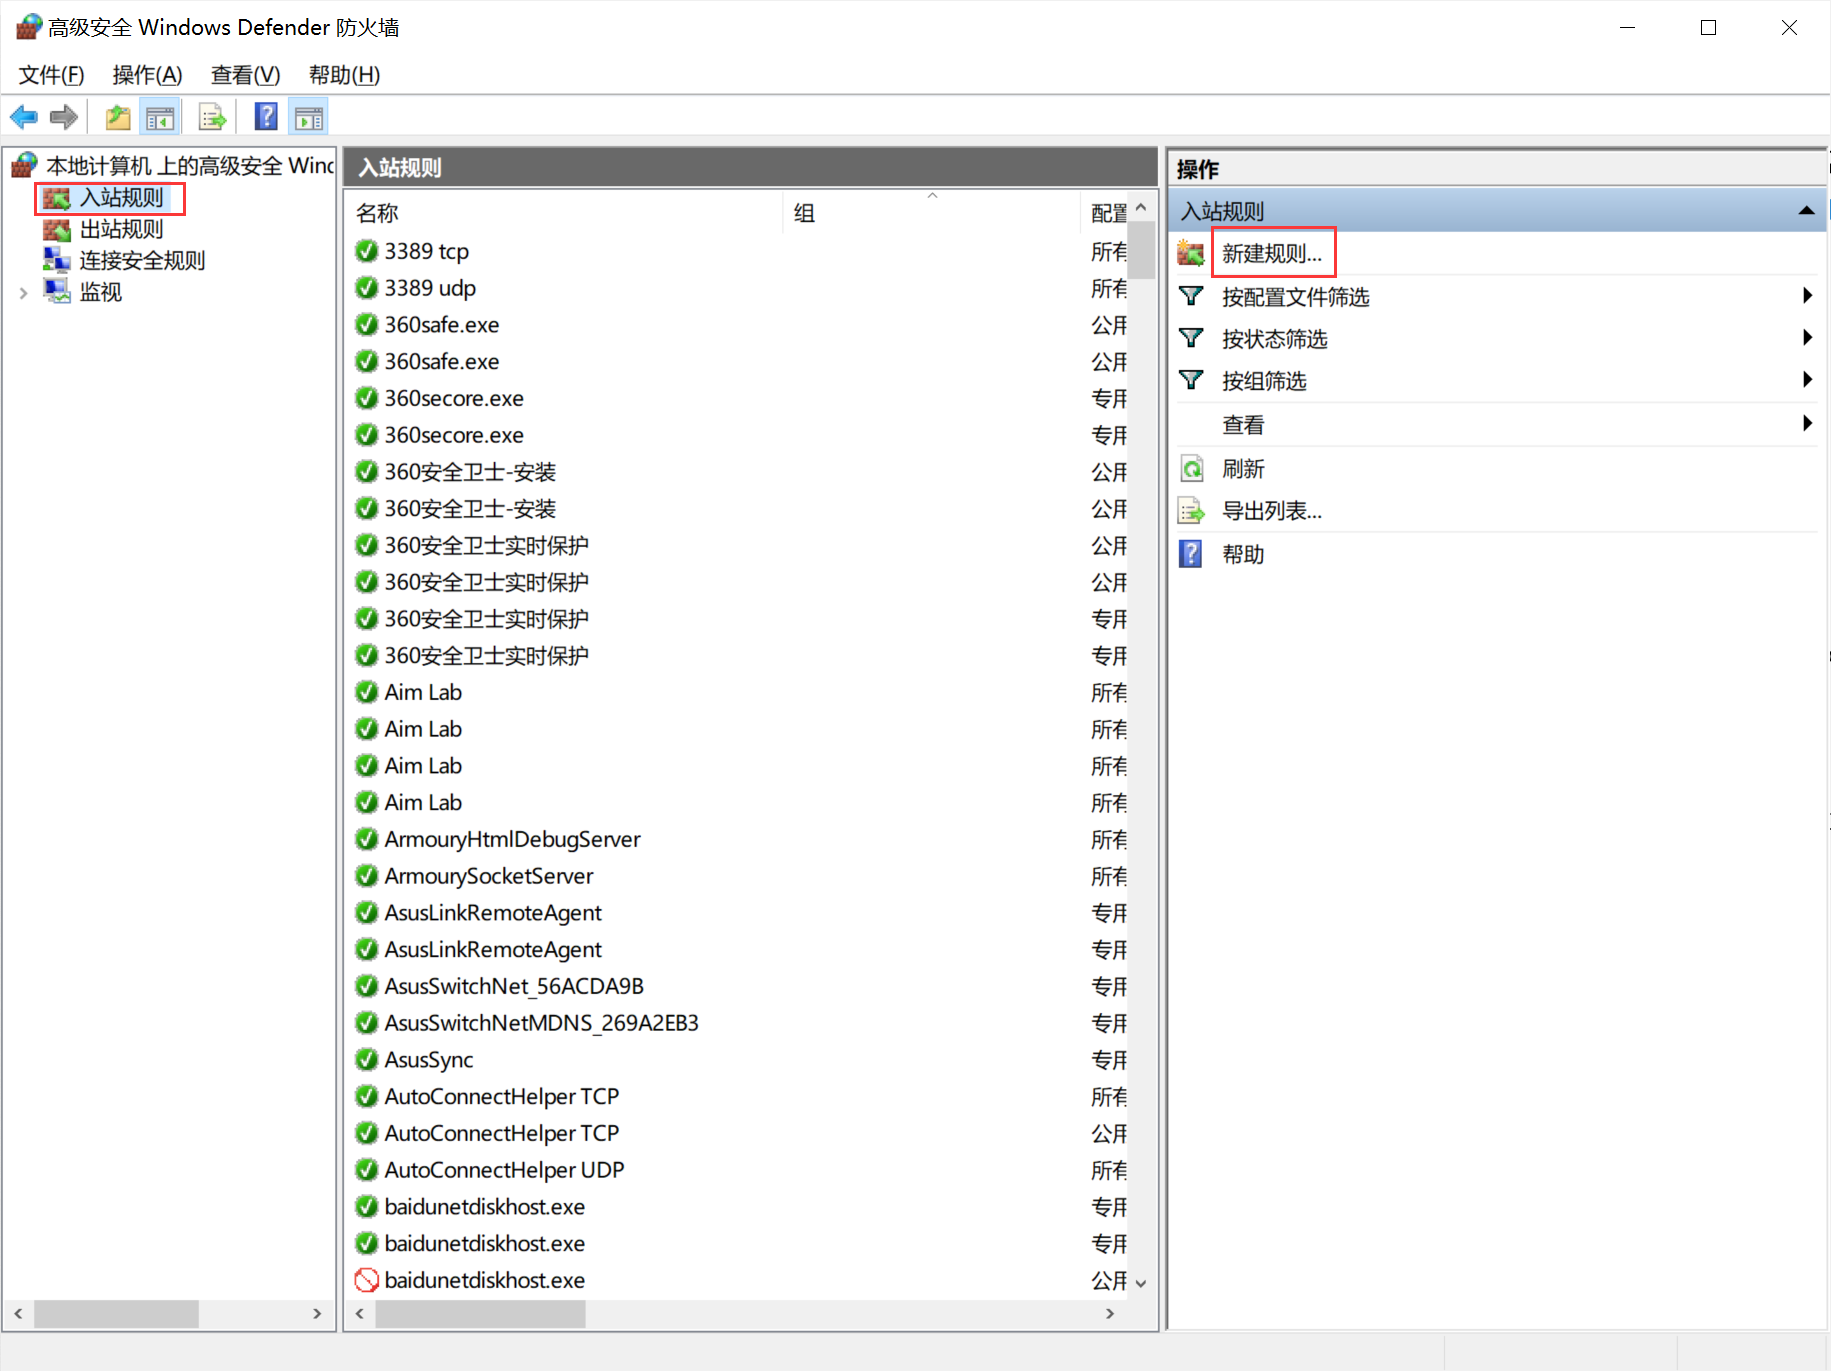 高级安全 Windows Defender 防火墙
文件(F) 操作(A) 查看(V) 帮助(H)
本地计算机 上的高级安全 Wind
入站规则
出站规则
连接安全规则
监视
入站规则
名称 组 配置
3389 tcp 所有
3389 udp 所有
360safe.exe 公用
360safe.exe 公用
360secore.exe 专用
360secore.exe 专用
360安全卫士-安装 公用
360安全卫士-安装 公用
360安全卫士实时保护 公用
360安全卫士实时保护 公用
360安全卫士实时保护 专用
360安全卫士实时保护 专用
Aim Lab 所有
Aim Lab 所有
Aim Lab 所有
Aim Lab 所有
ArmouryHtmlDebugServer 所有
ArmourySocketServer 所有
AsusLinkRemoteAgent 专用
AsusLinkRemoteAgent 专用
AsusSwitchNet_56ACDA9B 专用
AsusSwitchNetMDNS_269A2EB3 专用
AsusSync 专用
AutoConnectHelper TCP 所有
AutoConnectHelper TCP 公用
AutoConnectHelper UDP 所有
baidunetdiskhost.exe 专用
baidunetdiskhost.exe 专用
baidunetdiskhost.exe 公用
操作
入站规则
新建规则...
按配置文件筛选
按状态筛选
按组筛选
查看
刷新
导出列表...
帮助